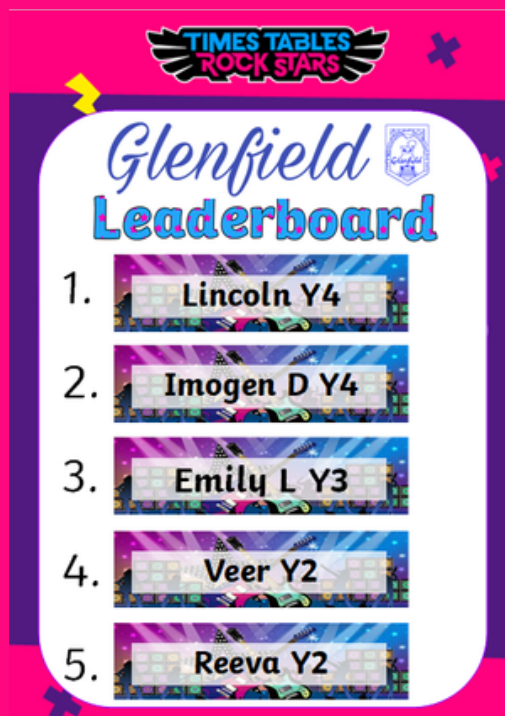 TIMES TABLES
ROCK STARS
Glenfield
Glenfield
Leaderboard
1. Lincoln Y4
2. Imogen D Y4
3. Emily L Y3
4. Veer Y2
5. Reeva Y2